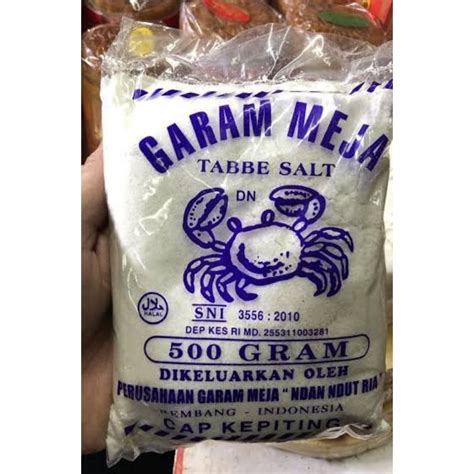 GARAM MEJA
TABBE SALT
DN
HALAL
SNI 3556 : 2010
DEP KES RI MD. 255311003281
500 GRAM
DIKELUARKAN OLEH
PERUSAHAAN GARAM MEJA " NDAN NDUT RIA "
REMBANG - INDONESIA
CAP KEPITING